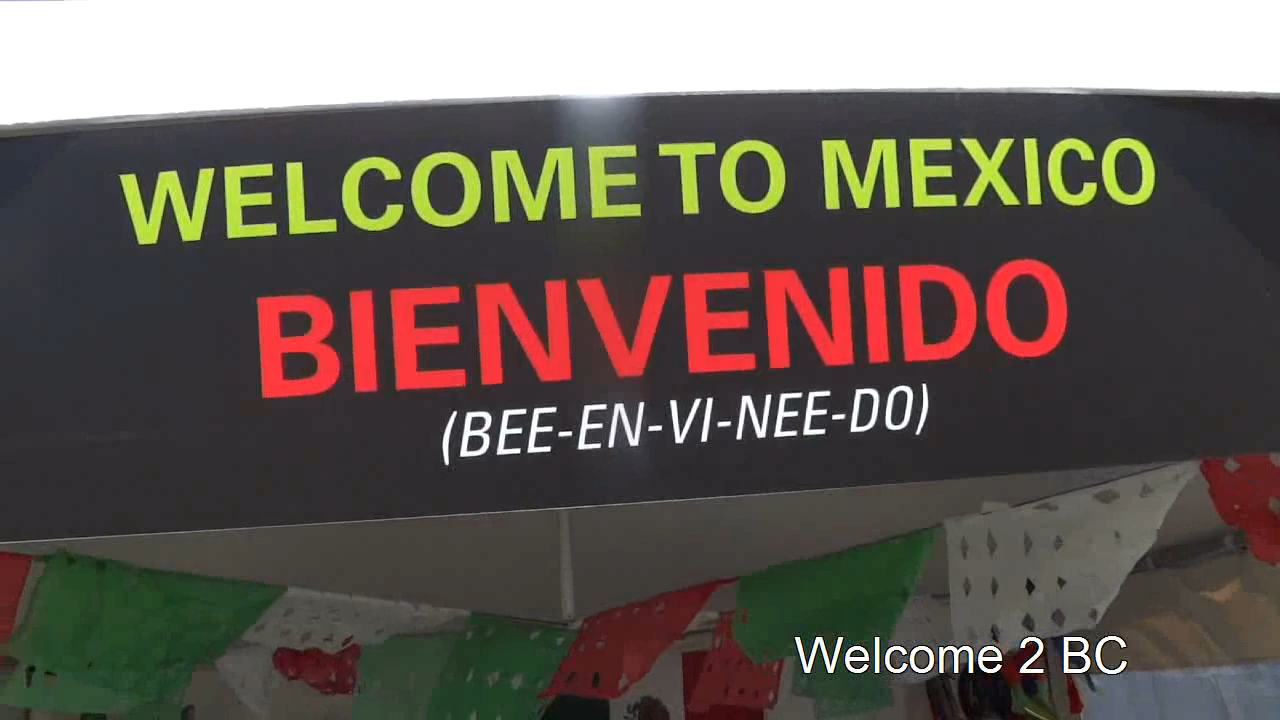 WELCOME TO MEXICO
BIENVENIDO
(BEE-EN-VI-NEE-DO)
Welcome 2 BC